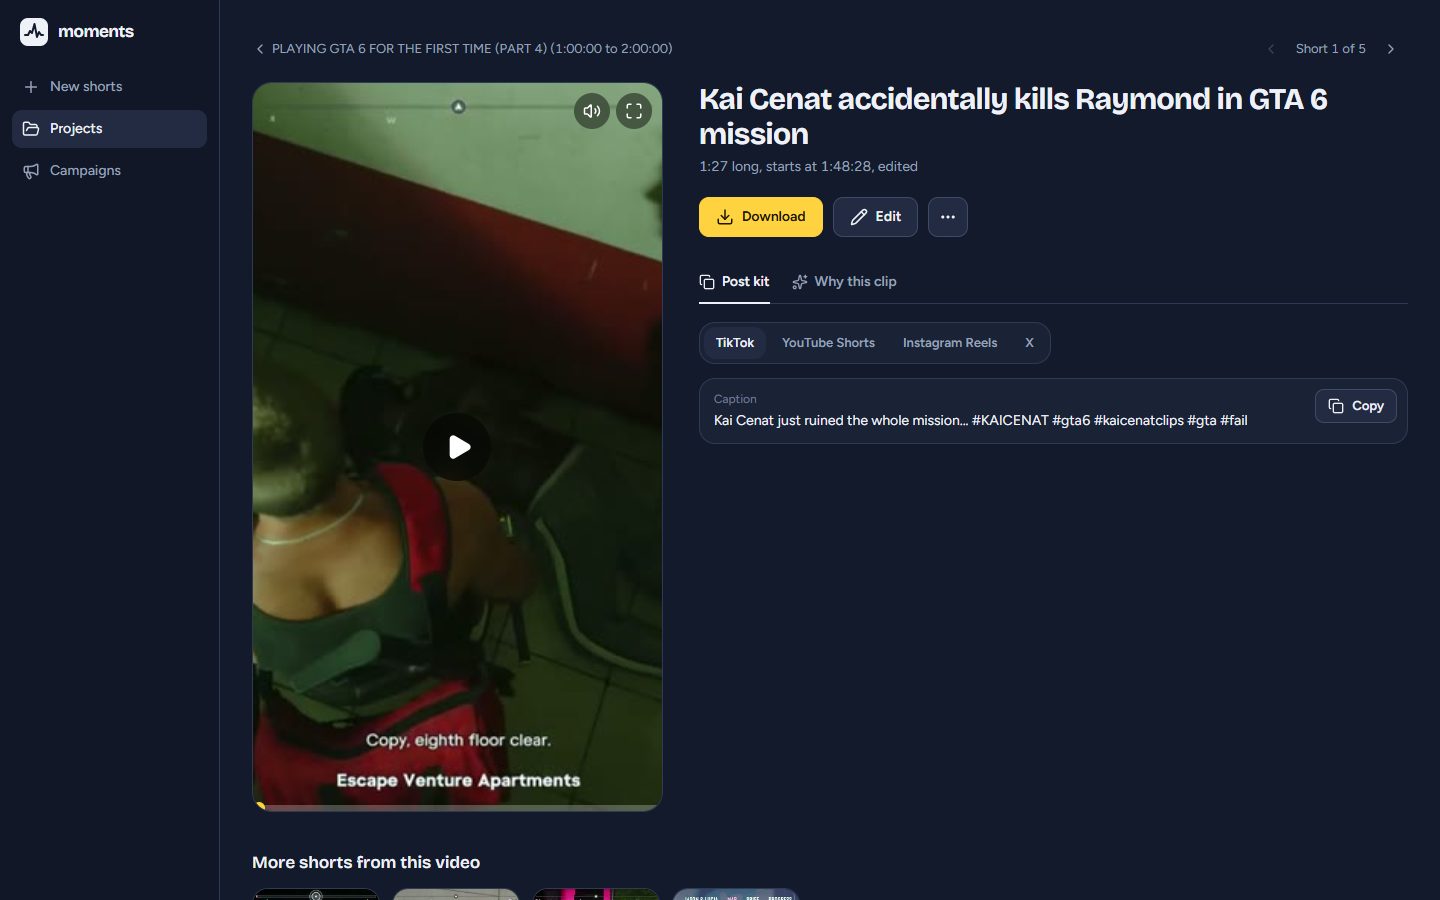 moments
New shorts
Projects
Campaigns
PLAYING GTA 6 FOR THE FIRST TIME (PART 4) (1:00:00 to 2:00:00)
Short 1 of 5
W
Copy, eighth floor clear.
Escape Venture Apartments
Kai Cenat accidentally kills Raymond in GTA 6
mission
1:27 long, starts at 1:48:28, edited
Download
Edit
Post kit
Why this clip
TikTok
YouTube Shorts
Instagram Reels
X
Caption
Kai Cenat just ruined the whole mission... #KAICENAT #gta6 #kaicenatclips #gta #fail
Copy
More shorts from this video